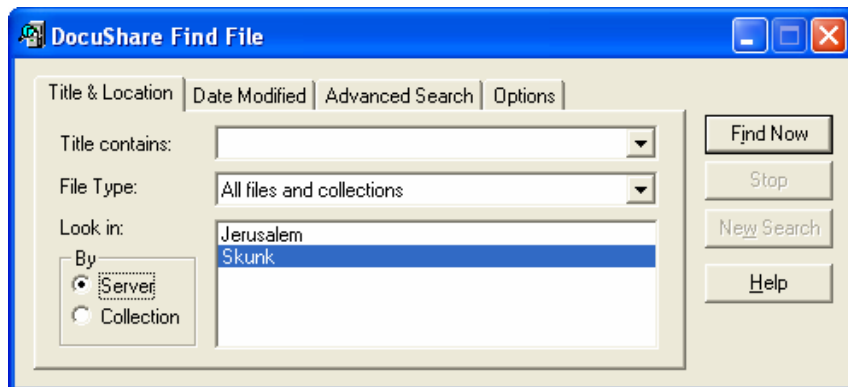 DocuShare Find File
Title & Location Date Modified Advanced Search Options
Title contains:
Find Now
File Type: All files and collections
Stop
Look in: Jerusalem
New Search
By Skunk
Server
Help
Collection